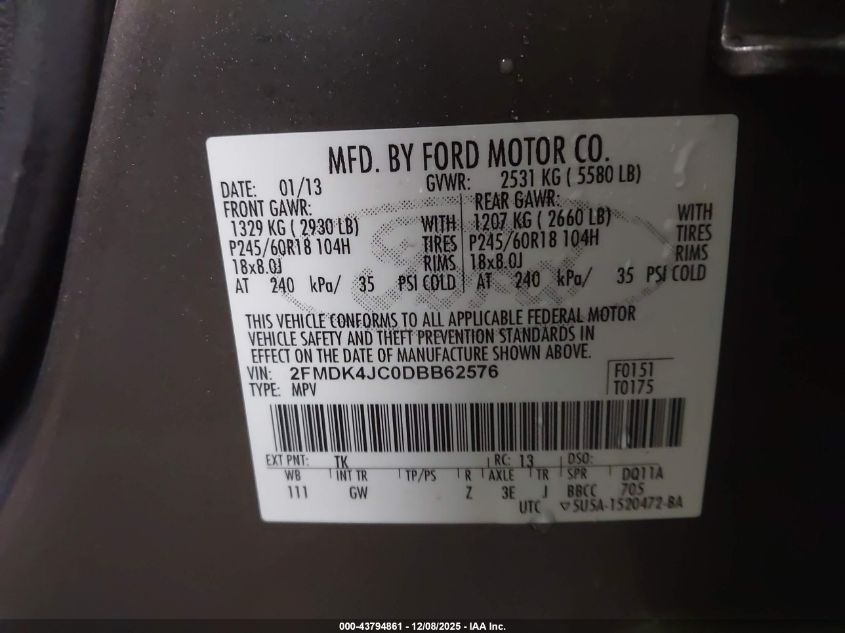 MFD. BY FORD MOTOR CO.
DATE: 01/13 GVWR: 2531 KG ( 5580 LB)
FRONT GAWR: REAR GAWR:
1329 KG ( 2930 LB) WITH 1207 KG ( 2660 LB) WITH
P245/60R18 104H TIRES P245/60R18 104H TIRES
18x8.0J RIMS 18x8.0J RIMS
AT 240 kPa/ 35 PSI COLD AT 240 kPa/ 35 PSI COLD
THIS VEHICLE CONFORMS TO ALL APPLICABLE FEDERAL MOTOR
VEHICLE SAFETY AND THEFT PREVENTION STANDARDS IN
EFFECT ON THE DATE OF MANUFACTURE SHOWN ABOVE.
VIN: 2FMDK4JC0DBB62576 F0151
TYPE: MPV T0175
EXT PNT: TK RC: 13 DSO:
WB INT TR TP/PS R AXLE TR SPR DQ11A
111 GW Z 3E J BBCC 705
UTC ▽5U5A-1520472-BA
000-43794861 - 12/08/2025 - IAA Inc.